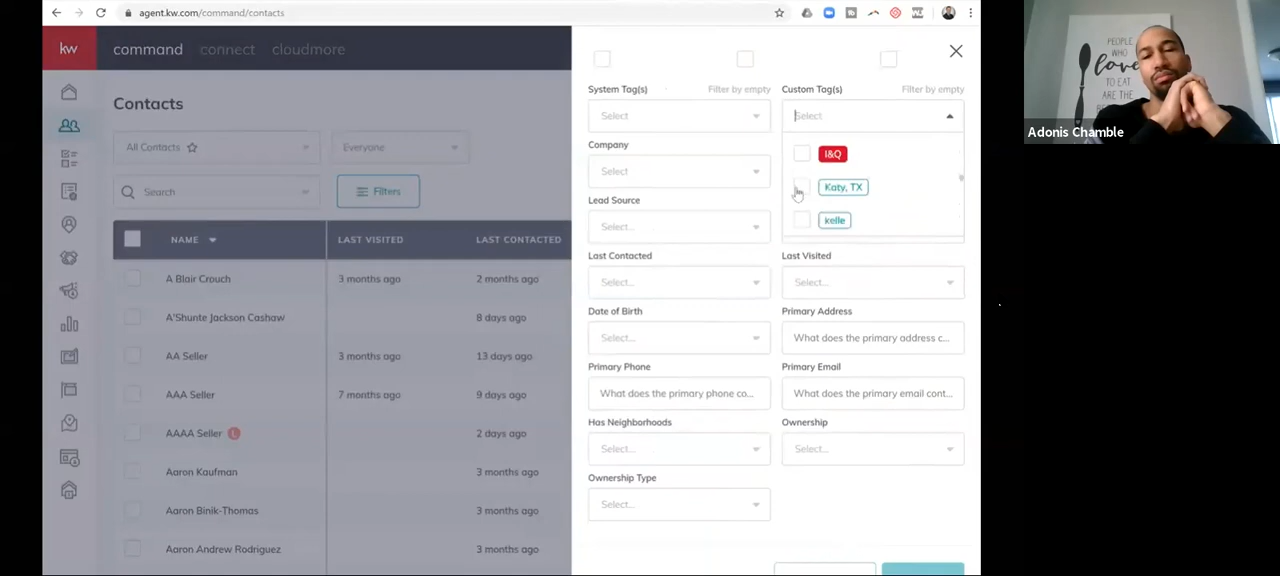 agent.kw.com/command/contacts
kw command connect cloudmore
Contacts
All Contacts
Everyone
Search
Filters
NAME LAST VISITED LAST CONTACTED
A Blair Crouch 3 months ago 2 months ago
A'Shunte Jackson Cashaw 8 days ago
AA Seller 3 months ago 13 days ago
AAA Seller 7 months ago 9 days ago
AAAA Seller L 2 days ago
Aaron Kaufman 3 months ago
Aaron Binik-Thomas 3 months ago
Aaron Andrew Rodriguez 3 months ago
System Tag(s) Filter by empty
Select
Custom Tag(s) Filter by empty
Select
I&Q
Katy, TX
kelle
Company
Select
Lead Source
Select...
Last Contacted
Select...
Last Visited
Select...
Date of Birth
Select...
Primary Address
What does the primary address c...
Primary Phone
What does the primary phone co...
Primary Email
What does the primary email cont...
Has Neighborhoods
Select...
Ownership
Select...
Ownership Type
Select...
PEOPLE
WHO
love
TO EAT
ARE THE
Adonis Chamble